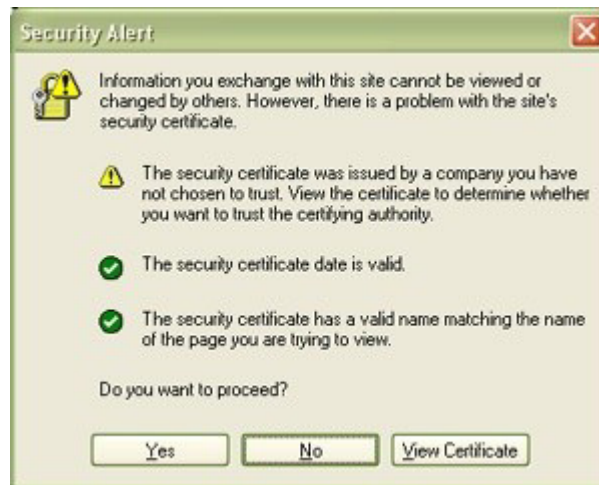 Security Alert
Information you exchange with this site cannot be viewed or
changed by others. However, there is a problem with the site's
security certificate.
The security certificate was issued by a company you have
not chosen to trust. View the certificate to determine whether
you want to trust the certifying authority.
The security certificate date is valid.
The security certificate has a valid name matching the name
of the page you are trying to view.
Do you want to proceed?
Yes No View Certificate